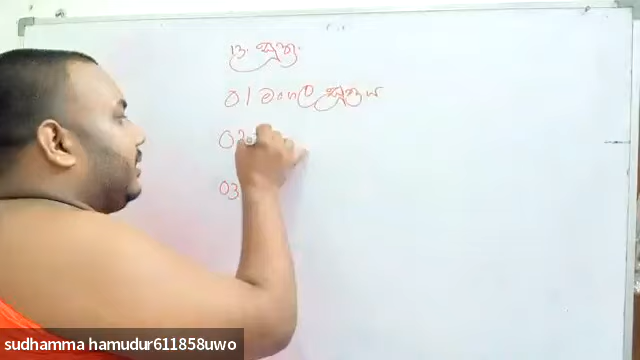 13. සූත්‍ර.
01 මංගල සූත්‍රය
02
03
sudhamma hamudur611858uwo